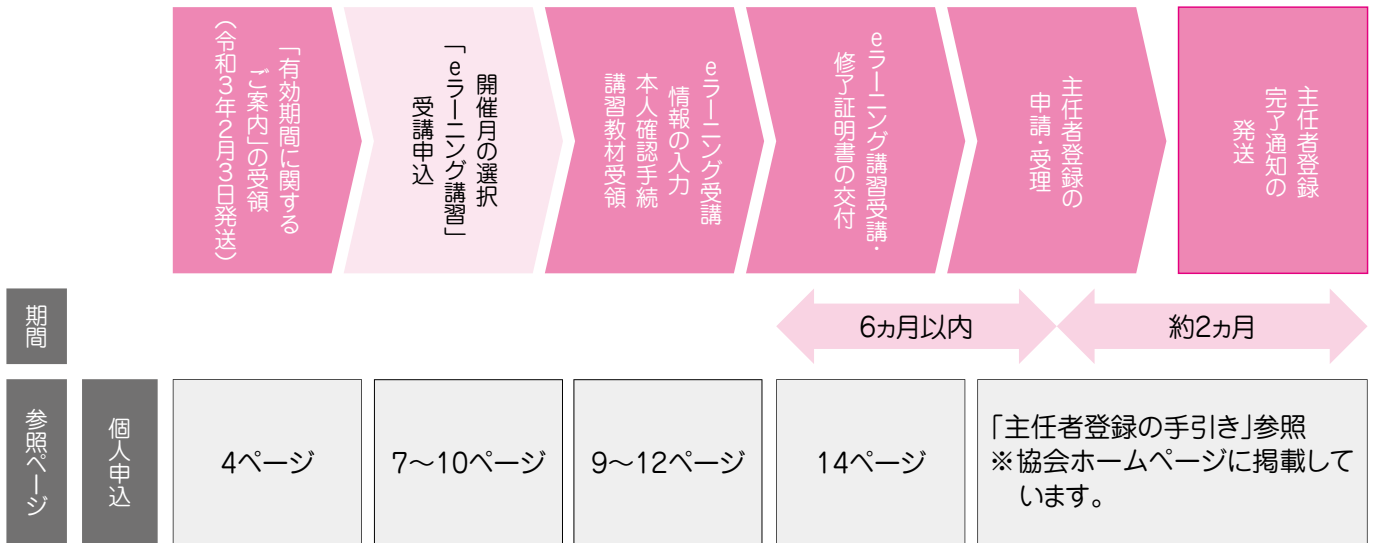 「有効期間に関する
ご案内」の受領
（令和3年2月3日発送）
開催月の選択
「eラーニング講習」
受講申込
eラーニング受講
情報の入力
本人確認手続
講習教材受領
eラーニング講習受講・
修了証明書の交付
主任者登録の
申請・受理
主任者登録
完了通知の
発送
期間
6ヵ月以内
約2ヵ月
参照ページ
個人申込
4ページ
7〜10ページ
9〜12ページ
14ページ
「主任者登録の手引き」参照
※協会ホームページに掲載して
います。